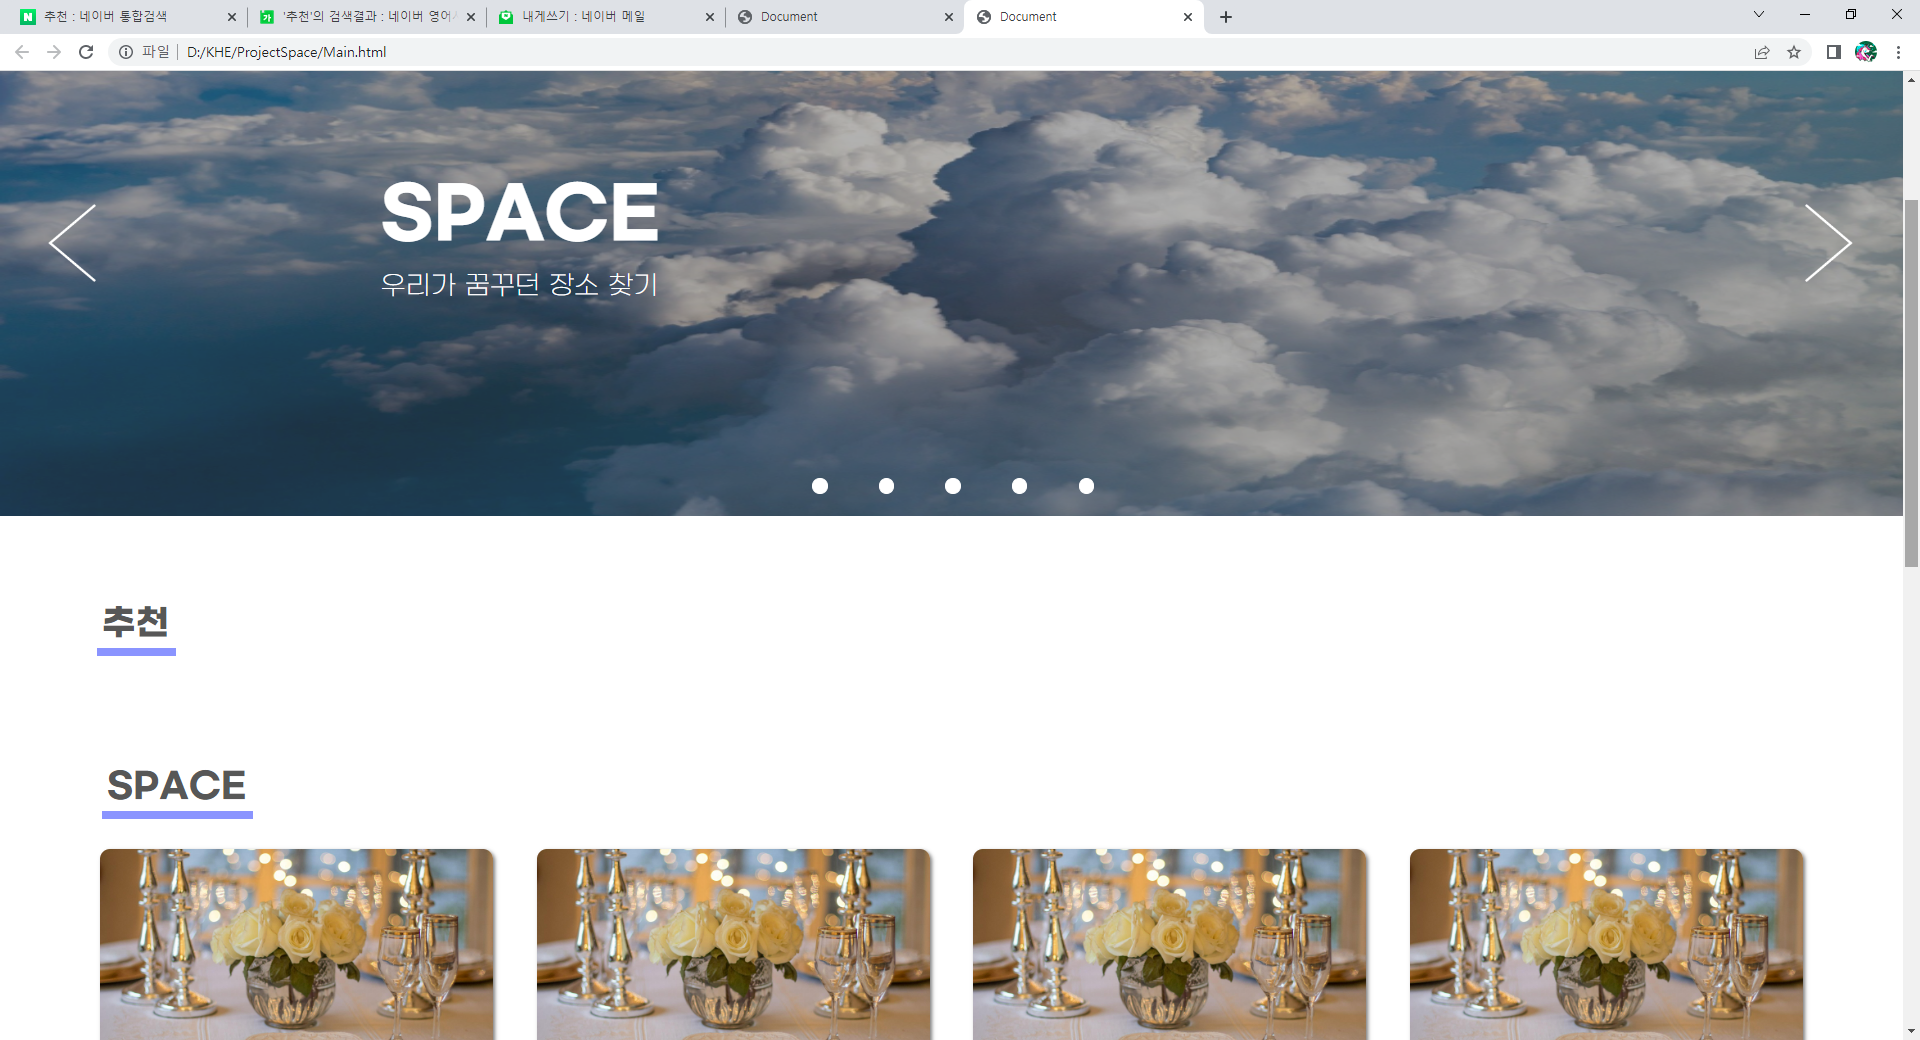 추천 : 네이버 통합검색
'추천'의 검색결과 : 네이버 영어
내게쓰기 : 네이버 메일
Document
Document
파일
D:/KHE/ProjectSpace/Main.html
SPACE
우리가 꿈꾸던 장소 찾기
추천
SPACE